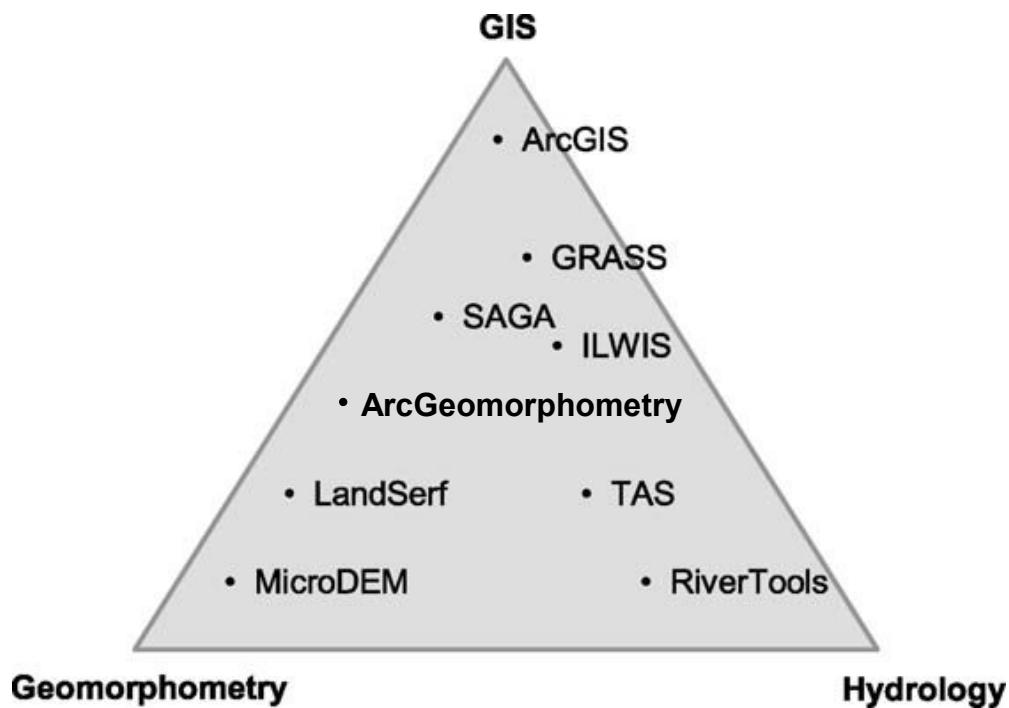 GIS
ArcGIS
GRASS
SAGA
ILWIS
ArcGeomorphometry
LandSerf
TAS
MicroDEM
RiverTools
Geomorphometry
Hydrology